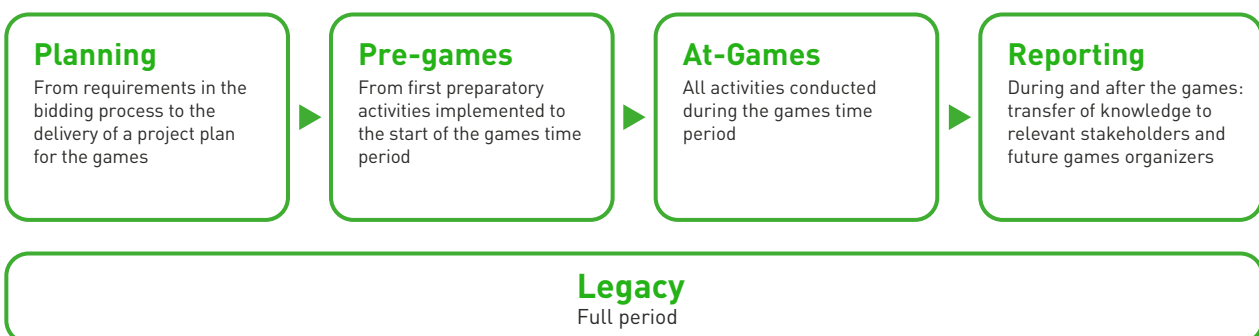 Planning
From requirements in the
bidding process to the
delivery of a project plan
for the games
Pre-games
From first preparatory
activities implemented to
the start of the games time
period
At-Games
All activities conducted
during the games time
period
Reporting
During and after the games:
transfer of knowledge to
relevant stakeholders and
future games organizers
Legacy
Full period